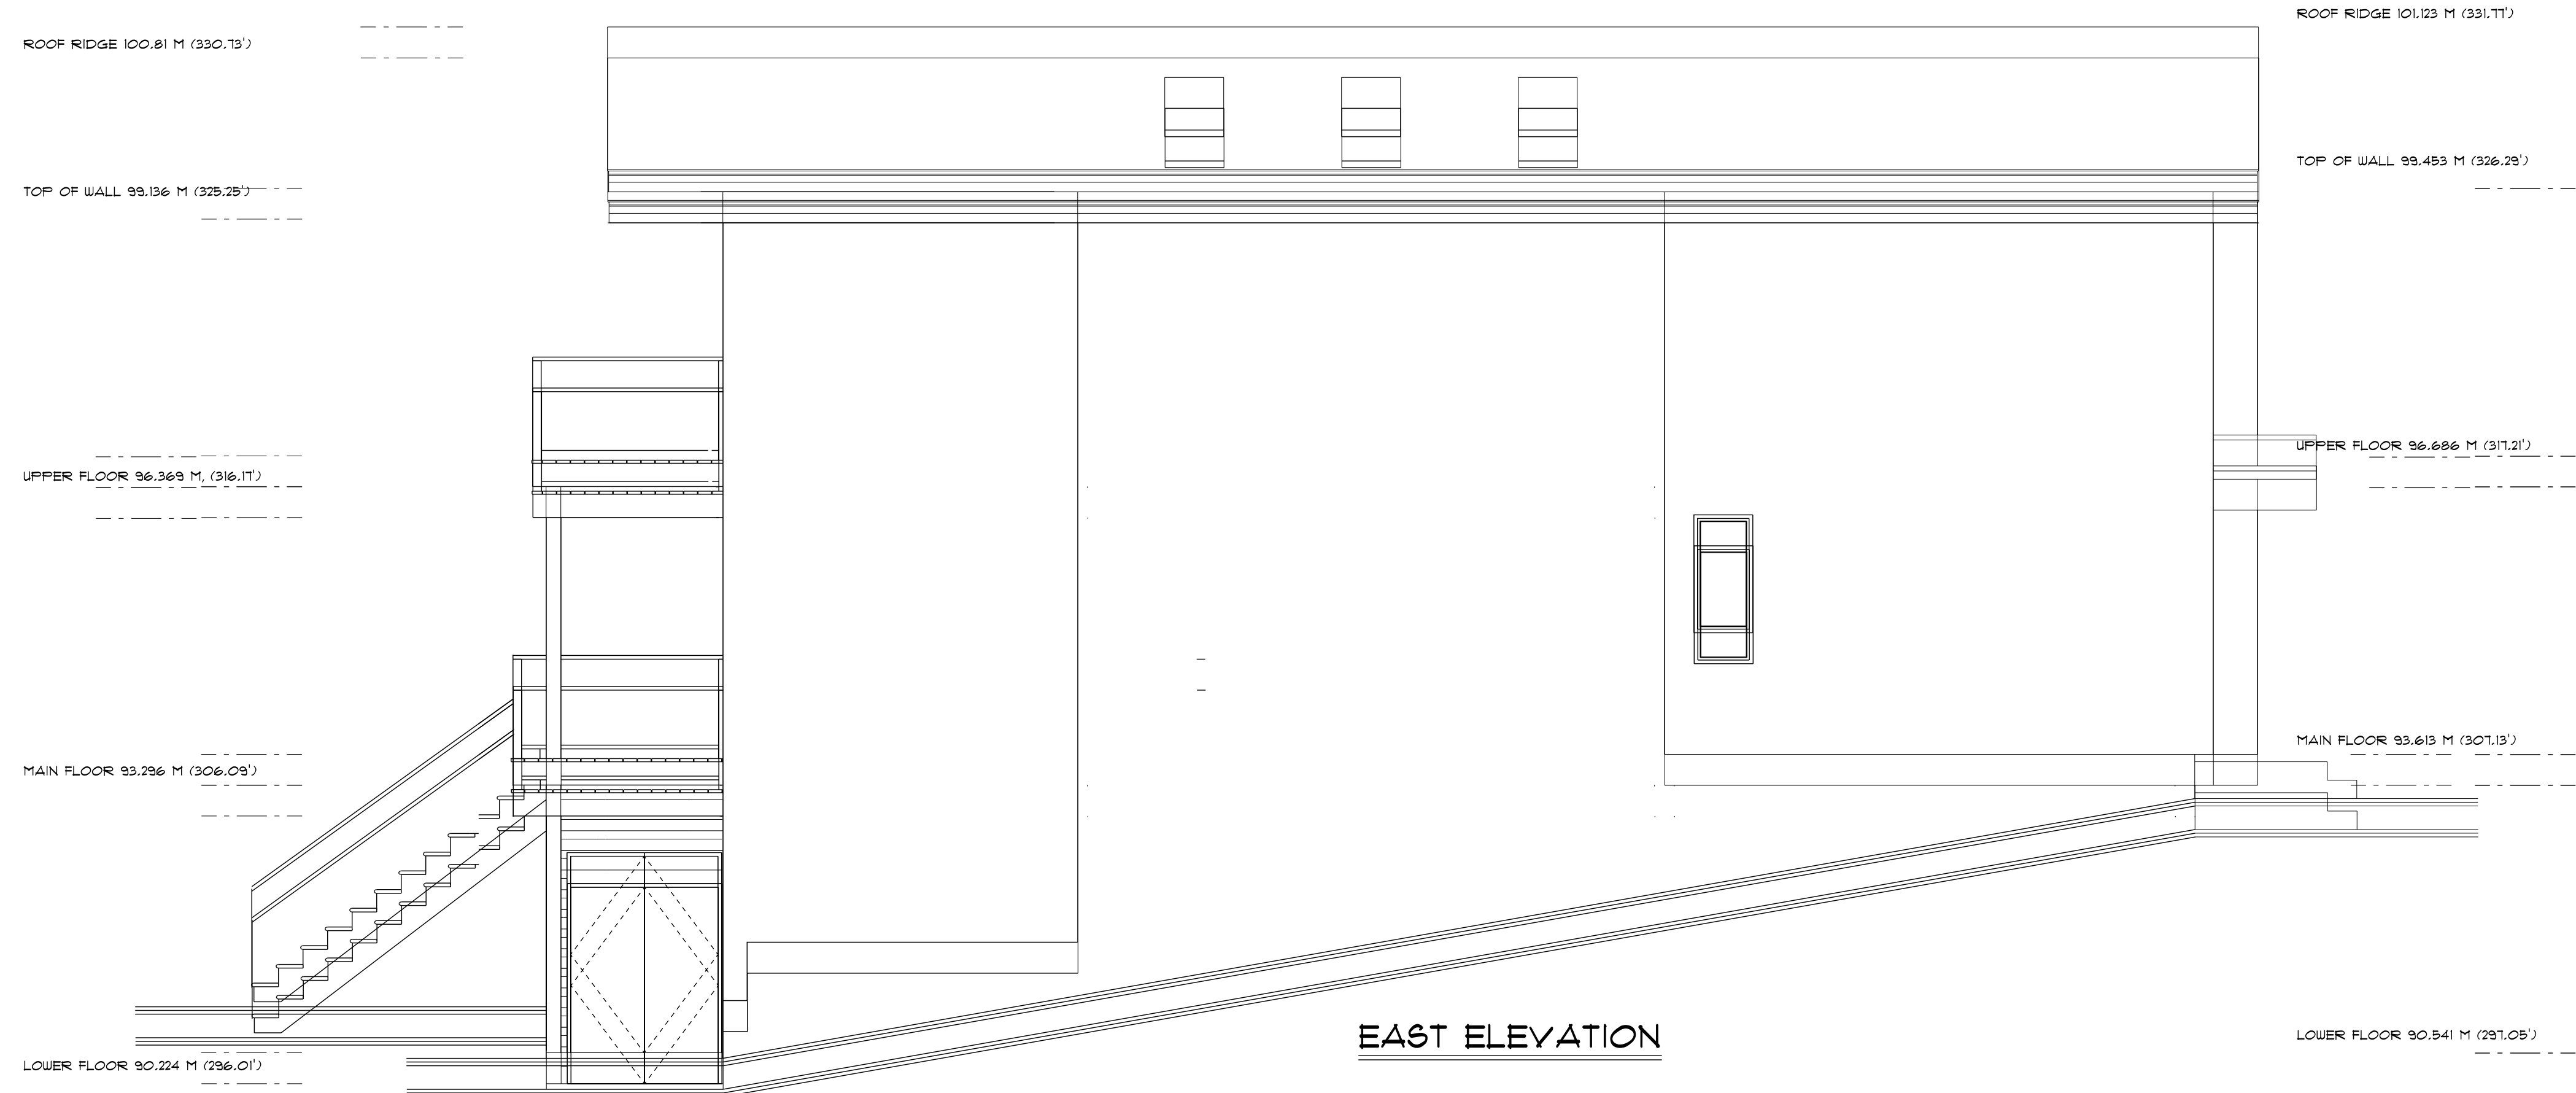 ROOF RIDGE 101.123 M (331.77')
ROOF RIDGE 100.81 M (330.73')
TOP OF WALL 99.453 M (326.29')
TOP OF WALL 99.136 M (325.25')
UPPER FLOOR 96.686 M (317.21')
UPPER FLOOR 96.369 M, (316.17')
MAIN FLOOR 93.613 M (307.13')
MAIN FLOOR 93.296 M (306.09')
EAST ELEVATION
LOWER FLOOR 90.541 M (297.05')
LOWER FLOOR 90.224 M (296.01')